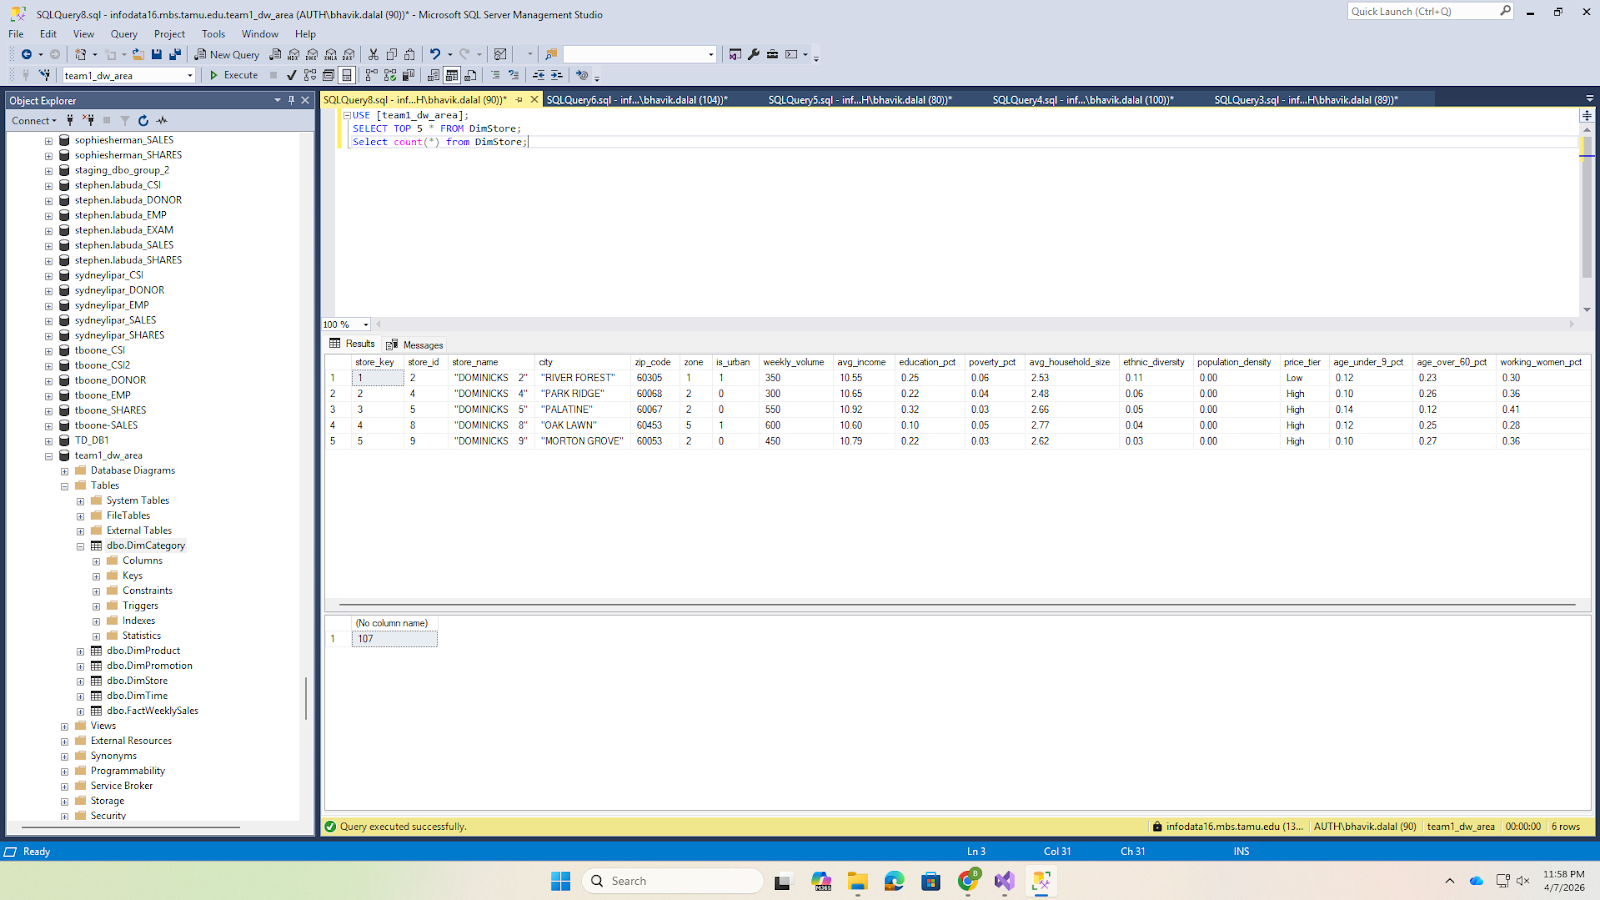 SQLQuery8.sql - infodata16.mbs.tamu.edu.team1_dw_area (AUTH\bhavik.dalal (90))* - Microsoft SQL Server Management Studio
Quick Launch (Ctrl+Q)
File Edit View Query Project Tools Window Help
New Query
team1_dw_area Execute
Object Explorer
SQLQuery8.sql - inf...H\bhavik.dalal (90))* SQLQuery6.sql - inf...\bhavik.dalal (104))* SQLQuery5.sql - inf...H\bhavik.dalal (80))* SQLQuery4.sql - inf...\bhavik.dalal (100))* SQLQuery3.sql - inf...H\bhavik.dalal (89))*
Connect
sophiesherman_SALES
sophiesherman_SHARES
staging_dbo_group_2
stephen.labuda_CSI
stephen.labuda_DONOR
stephen.labuda_EMP
stephen.labuda_EXAM
stephen.labuda_SALES
stephen.labuda_SHARES
sydneylipar_CSI
sydneylipar_DONOR
sydneylipar_EMP
sydneylipar_SALES
sydneylipar_SHARES
tboone_CSI
tboone_CSI2
tboone_DONOR
tboone_EMP
tboone_SHARES
tboone-SALES
TD_DB1
team1_dw_area
Database Diagrams
Tables
System Tables
FileTables
External Tables
dbo.DimCategory
Columns
Keys
Constraints
Triggers
Indexes
Statistics
dbo.DimProduct
dbo.DimPromotion
dbo.DimStore
dbo.DimTime
dbo.FactWeeklySales
Views
External Resources
Synonyms
Programmability
Service Broker
Storage
Security
USE [team1_dw_area];
SELECT TOP 5 * FROM DimStore;
Select count(*) from DimStore;
100 %
Results Messages
store_key store_id store_name city zip_code zone is_urban weekly_volume avg_income education_pct poverty_pct avg_household_size ethnic_diversity population_density price_tier age_under_9_pct age_over_60_pct working_women_pct
1 1 2 "DOMINICKS 2" "RIVER FOREST" 60305 1 1 350 10.55 0.25 0.06 2.53 0.11 0.00 Low 0.12 0.23 0.30
2 2 4 "DOMINICKS 4" "PARK RIDGE" 60068 2 0 300 10.65 0.22 0.04 2.48 0.06 0.00 High 0.10 0.26 0.36
3 3 5 "DOMINICKS 5" "PALATINE" 60067 2 0 550 10.92 0.32 0.03 2.66 0.05 0.00 High 0.14 0.12 0.41
4 4 8 "DOMINICKS 8" "OAK LAWN" 60453 5 1 600 10.60 0.10 0.05 2.77 0.04 0.00 High 0.12 0.25 0.28
5 5 9 "DOMINICKS 9" "MORTON GROVE" 60053 2 0 450 10.79 0.22 0.03 2.62 0.03 0.00 High 0.10 0.27 0.36
(No column name)
1 107
Query executed successfully. infodata16.mbs.tamu.edu (13... AUTH\bhavik.dalal (90) team1_dw_area 00:00:00 6 rows
Ready Ln 3 Col 31 Ch 31 INS
Search
11:58 PM
4/7/2026